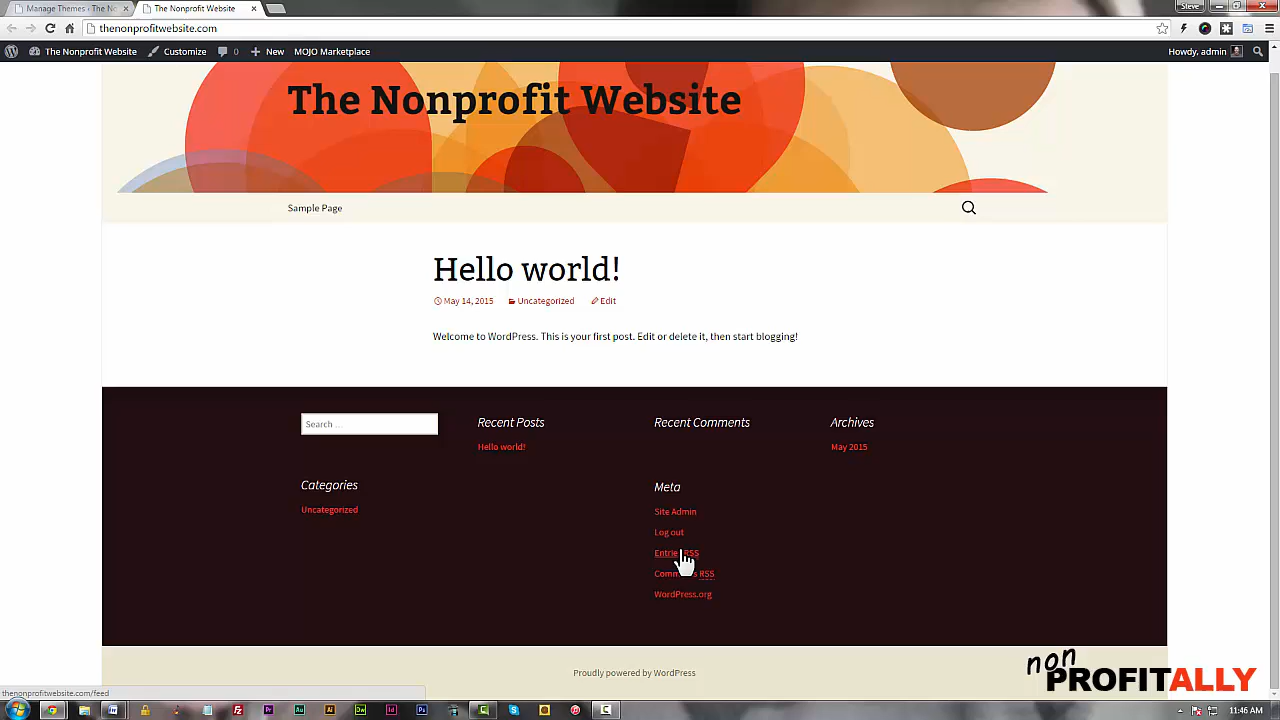 Manage Themes ‹ The No
The Nonprofit Website
Steve
thenonprofitwebsite.com
The Nonprofit Website
Customize
0
New
MOJO Marketplace
Howdy, admin
The Nonprofit Website
Sample Page
Hello world!
May 14, 2015 Uncategorized Edit
Welcome to WordPress. This is your first post. Edit or delete it, then start blogging!
Search …
Recent Posts
Hello world!
Recent Comments
Archives
May 2015
Categories
Uncategorized
Meta
Site Admin
Log out
RSS
RSS
WordPress.org
Proudly powered by WordPress
thenonprofitwebsite.com/feed
non
PROFITALLY
11:46 AM